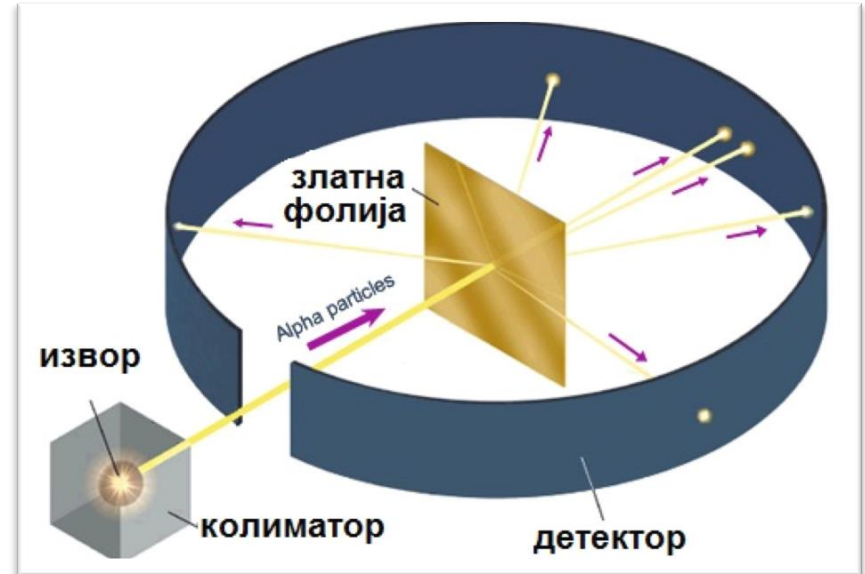 златна
фолија
Alpha particles
извор
колиматор
детектор